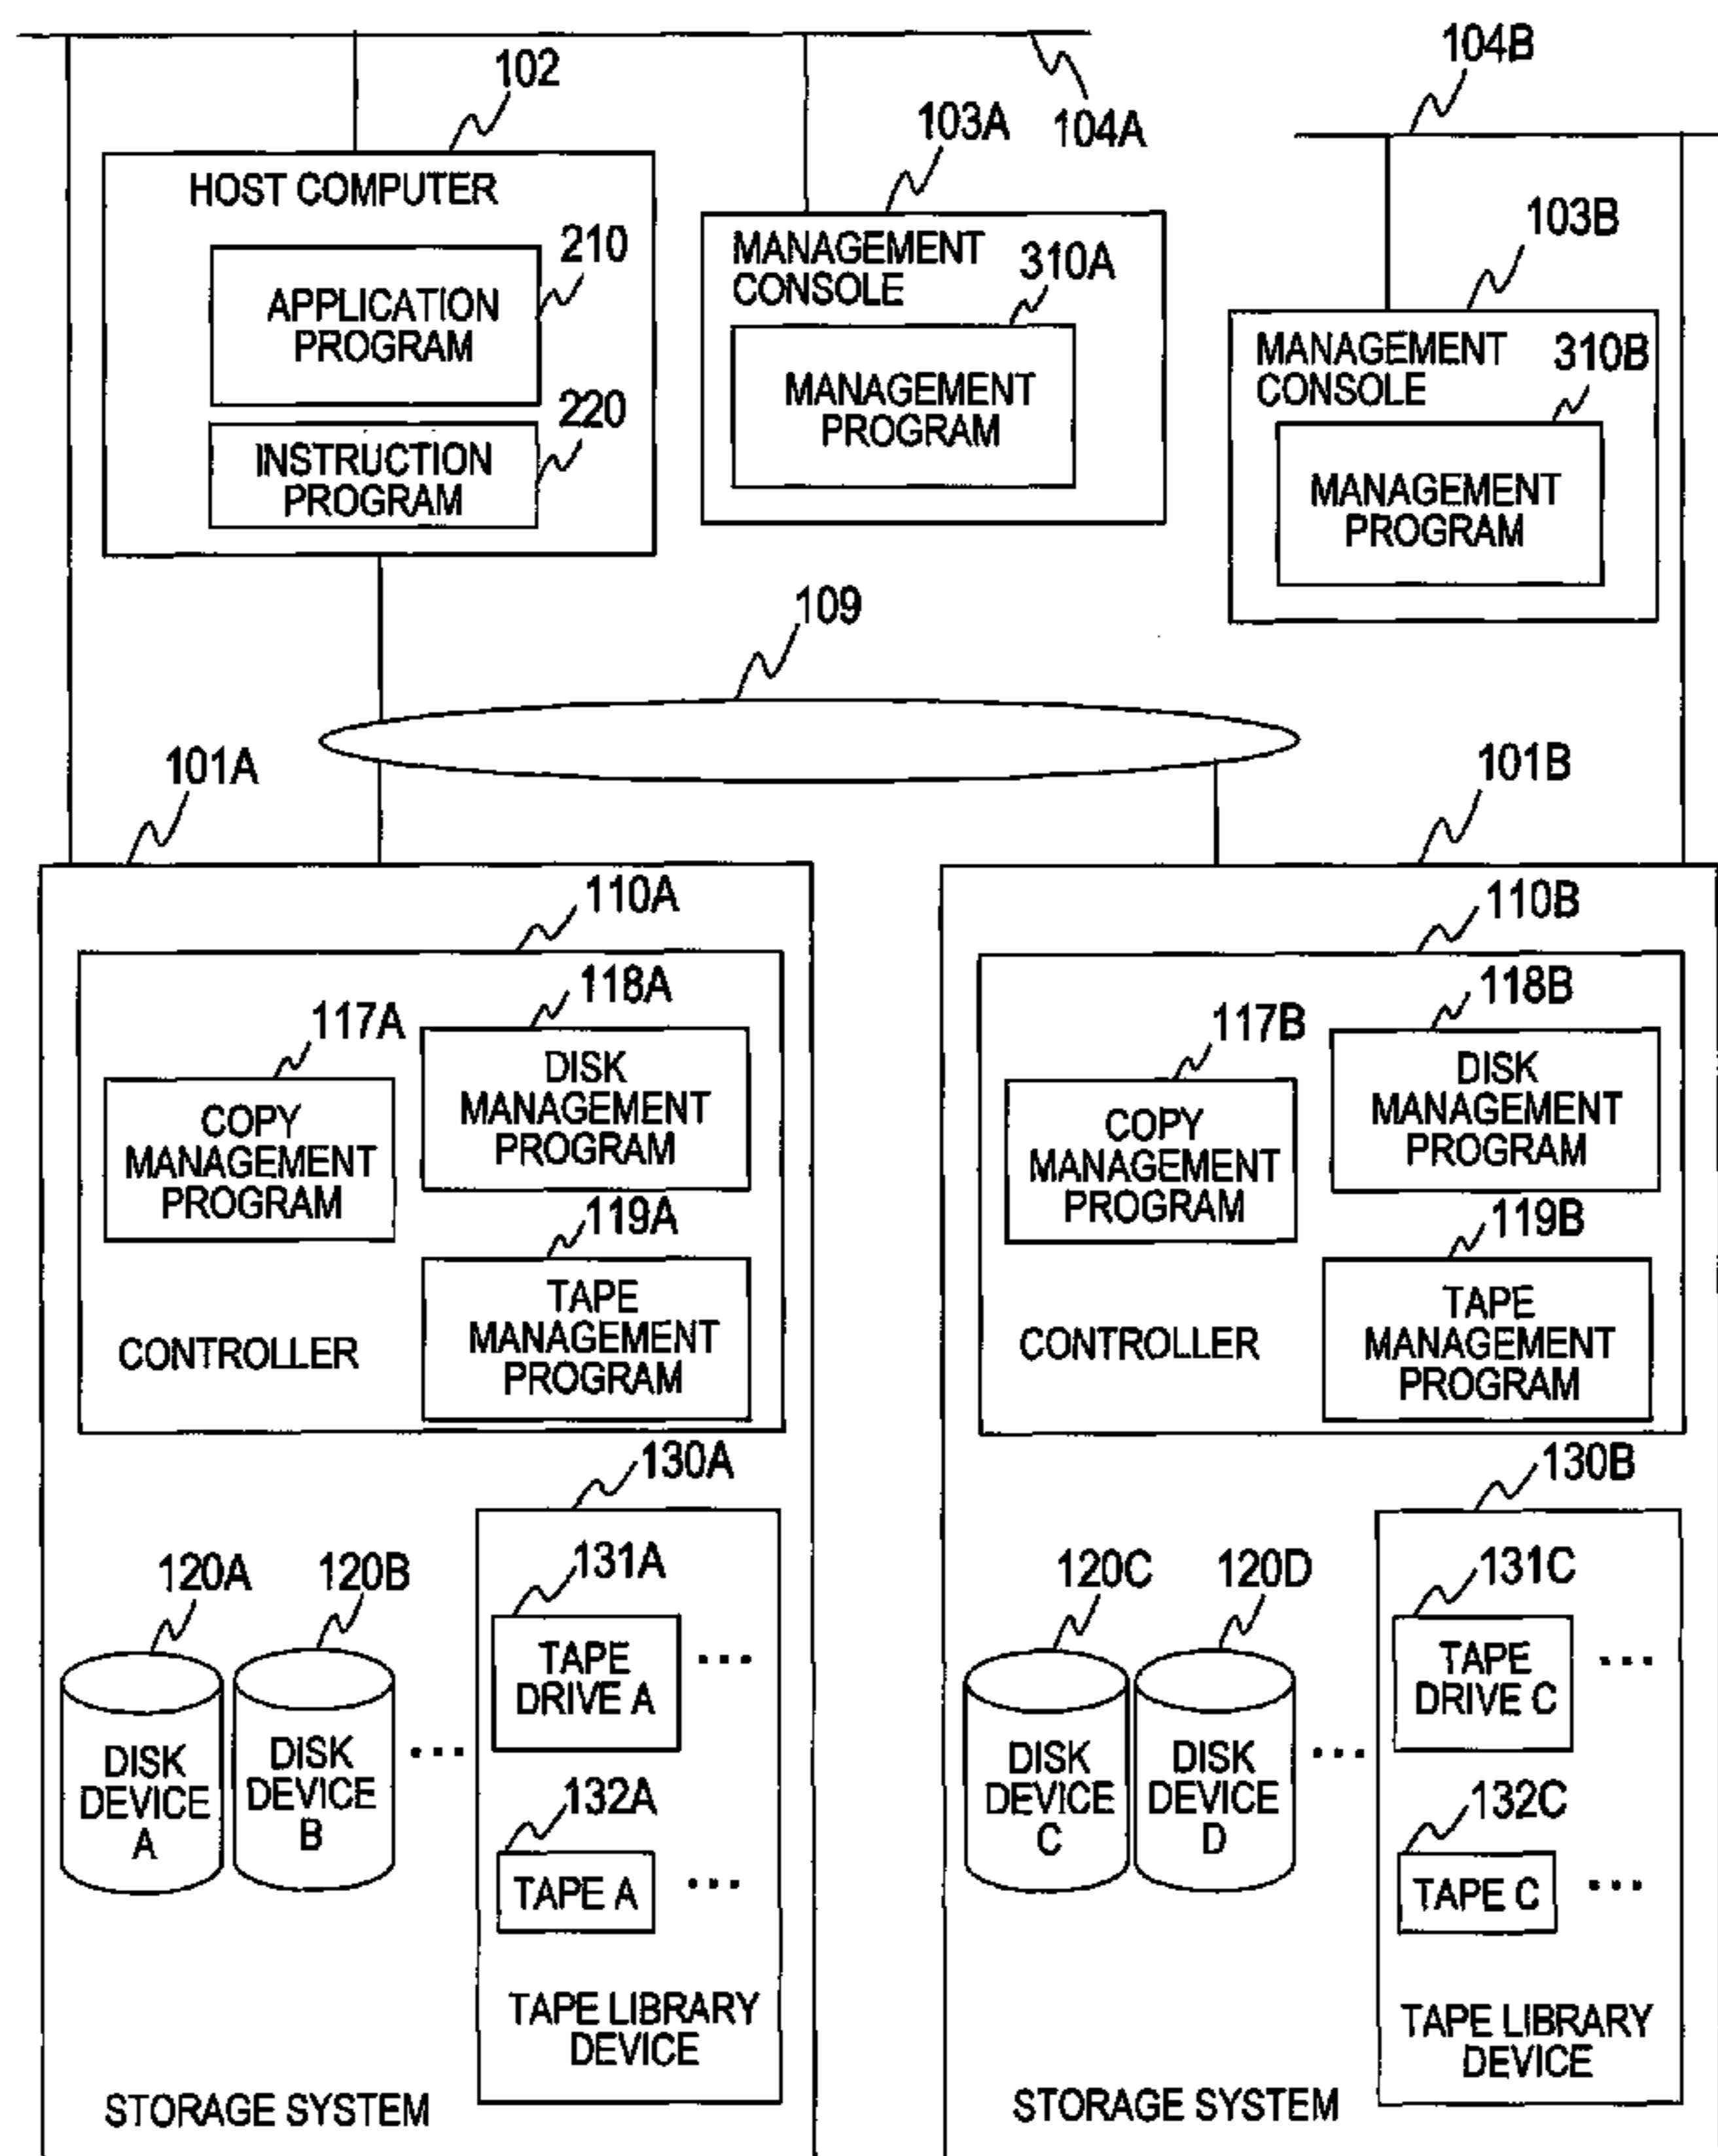 102
104A
104B
103A
103B
HOST COMPUTER
210
APPLICATION
PROGRAM
220
INSTRUCTION
PROGRAM
MANAGEMENT
CONSOLE
310A
MANAGEMENT
PROGRAM
MANAGEMENT
CONSOLE
310B
MANAGEMENT
PROGRAM
109
101A
101B
110A
118A
117A
DISK
MANAGEMENT
PROGRAM
COPY
MANAGEMENT
PROGRAM
119A
TAPE
MANAGEMENT
PROGRAM
CONTROLLER
130A
120A
120B
131A
TAPE
DRIVE A
...
DISK
DEVICE
A
DISK
DEVICE
B
...
132A
TAPE A
...
TAPE LIBRARY
DEVICE
STORAGE SYSTEM
110B
118B
117B
DISK
MANAGEMENT
PROGRAM
COPY
MANAGEMENT
PROGRAM
119B
TAPE
MANAGEMENT
PROGRAM
CONTROLLER
130B
120C
120D
131C
TAPE
DRIVE C
...
DISK
DEVICE
C
DISK
DEVICE
D
...
132C
TAPE C
...
TAPE LIBRARY
DEVICE
STORAGE SYSTEM